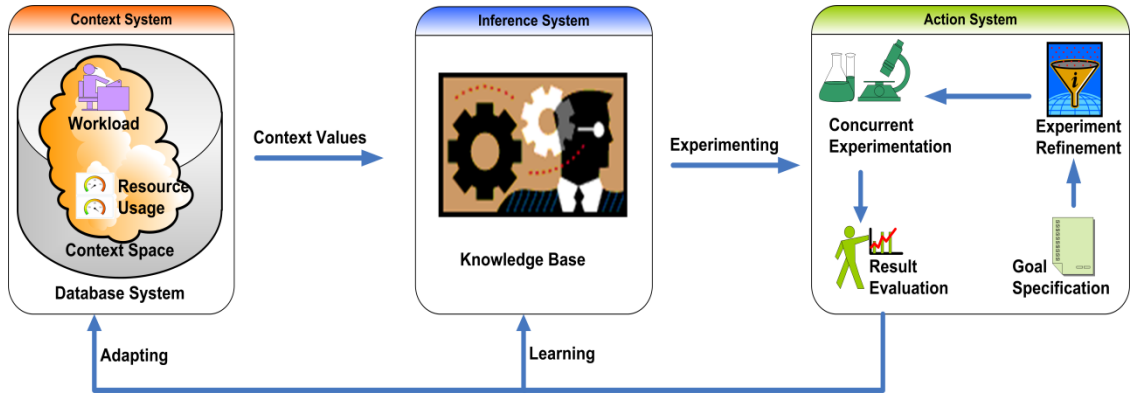 Context System
Workload
Resource
Usage
Context Space
Database System
Context Values
Inference System
Knowledge Base
Experimenting
Action System
Concurrent
Experimentation
Experiment
Refinement
Result
Evaluation
Goal
Specification
Adapting
Learning